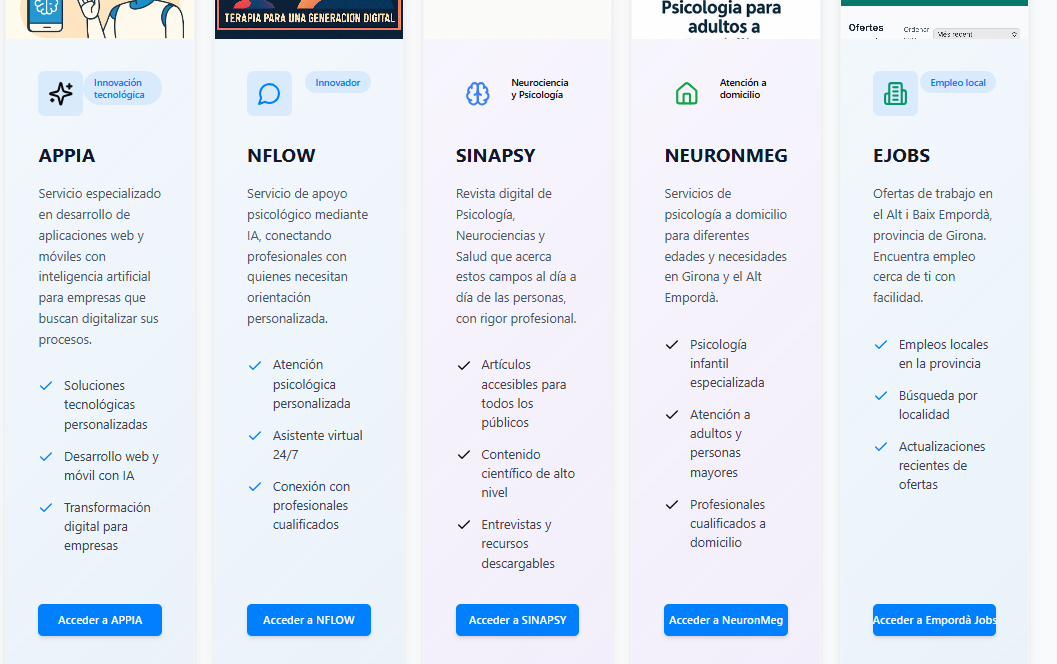 TERAPIA PARA UNA GENERACION DIGITAL
Psicología para
adultos a
Ofertas
Ordenar
Més recent
Innovación
tecnológica
APPIA
Servicio especializado
en desarrollo de
aplicaciones web y
móviles con
inteligencia artificial
para empresas que
buscan digitalizar sus
procesos.
Soluciones
tecnológicas
personalizadas
Desarrollo web y
móvil con IA
Transformación
digital para
empresas
Acceder a APPIA
Innovador
NFLOW
Servicio de apoyo
psicológico mediante
IA, conectando
profesionales con
quienes necesitan
orientación
personalizada.
Atención
psicológica
personalizada
Asistente virtual
24/7
Conexión con
profesionales
cualificados
Acceder a NFLOW
Neurociencia
y Psicología
SINAPSY
Revista digital de
Psicología,
Neurociencias y
Salud que acerca
estos campos al día a
día de las personas,
con rigor profesional.
Artículos
accesibles para
todos los
públicos
Contenido
científico de alto
nivel
Entrevistas y
recursos
descargables
Acceder a SINAPSY
Atención a
domicilio
NEURONMEG
Servicios de
psicología a domicilio
para diferentes
edades y necesidades
en Girona y el Alt
Empordà.
Psicología
infantil
especializada
Atención a
adultos y
personas
mayores
Profesionales
cualificados a
domicilio
Acceder a NeuronMeg
Empleo local
EJOBS
Ofertas de trabajo en
el Alt i Baix Empordà,
provincia de Girona.
Encuentra empleo
cerca de ti con
facilidad.
Empleos locales
en la provincia
Búsqueda por
localidad
Actualizaciones
recientes de
ofertas
Acceder a Empordà Jobs